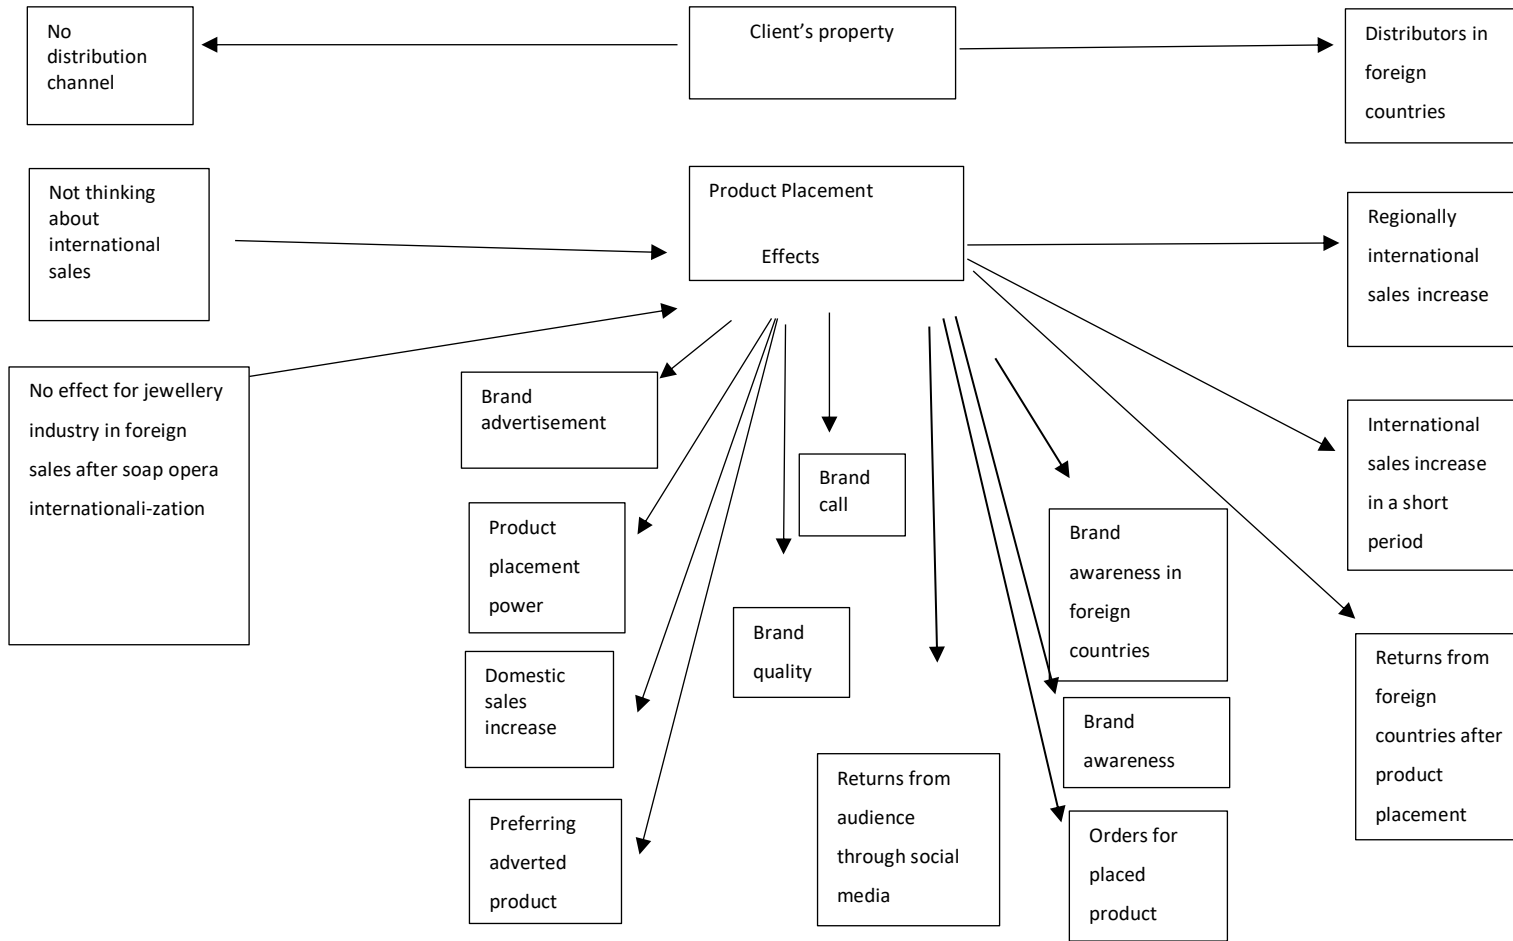 No
distribution
channel
Client’s property
Distributors in
foreign
countries
Not thinking
about
international
sales
Product Placement
Effects
Regionally
international
sales increase
No effect for jewellery
industry in foreign
sales after soap opera
internationali-zation
Brand
advertisement
Brand
call
International
sales increase
in a short
period
Product
placement
power
Brand
awareness in
foreign
countries
Brand
quality
Returns from
foreign
countries after
product
placement
Domestic
sales
increase
Brand
awareness
Preferring
adverted
product
Returns from
audience
through social
media
Orders for
placed
product